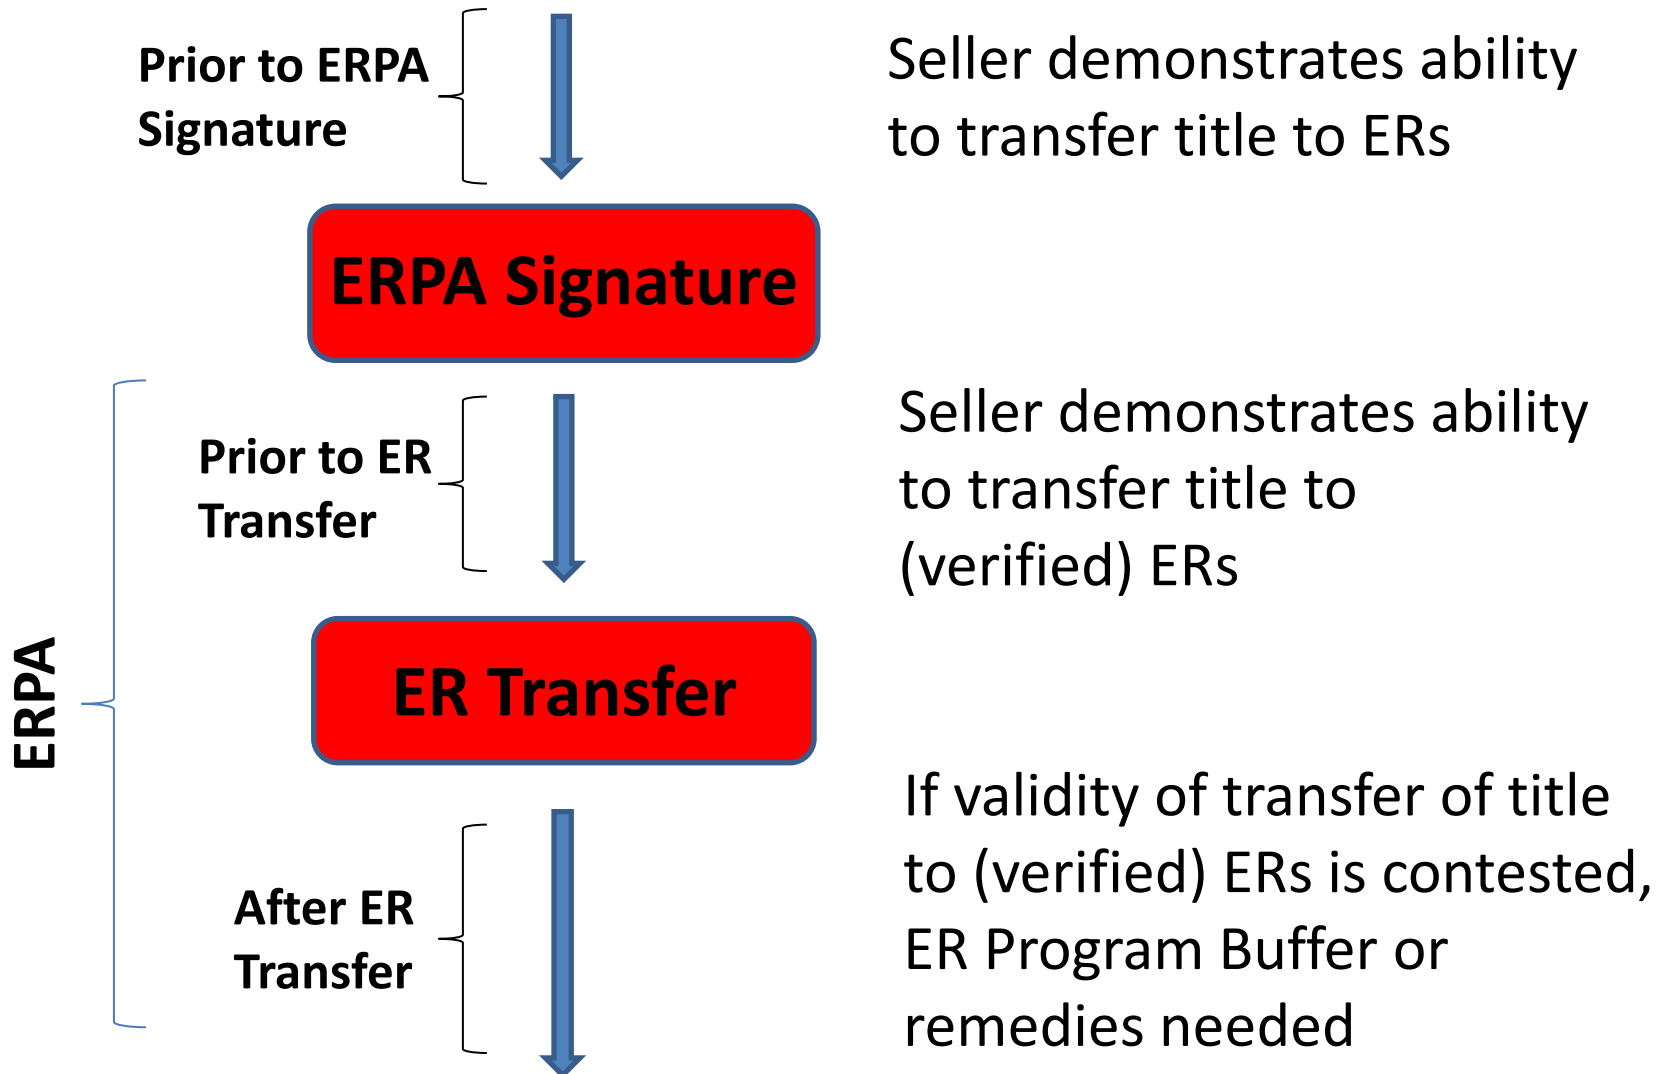 Prior to ERPA
Signature
Seller demonstrates ability
to transfer title to ERs
ERPA Signature
Prior to ER
Transfer
Seller demonstrates ability
to transfer title to
(verified) ERs
ERPA
ER Transfer
After ER
Transfer
If validity of transfer of title
to (verified) ERs is contested,
ER Program Buffer or
remedies needed